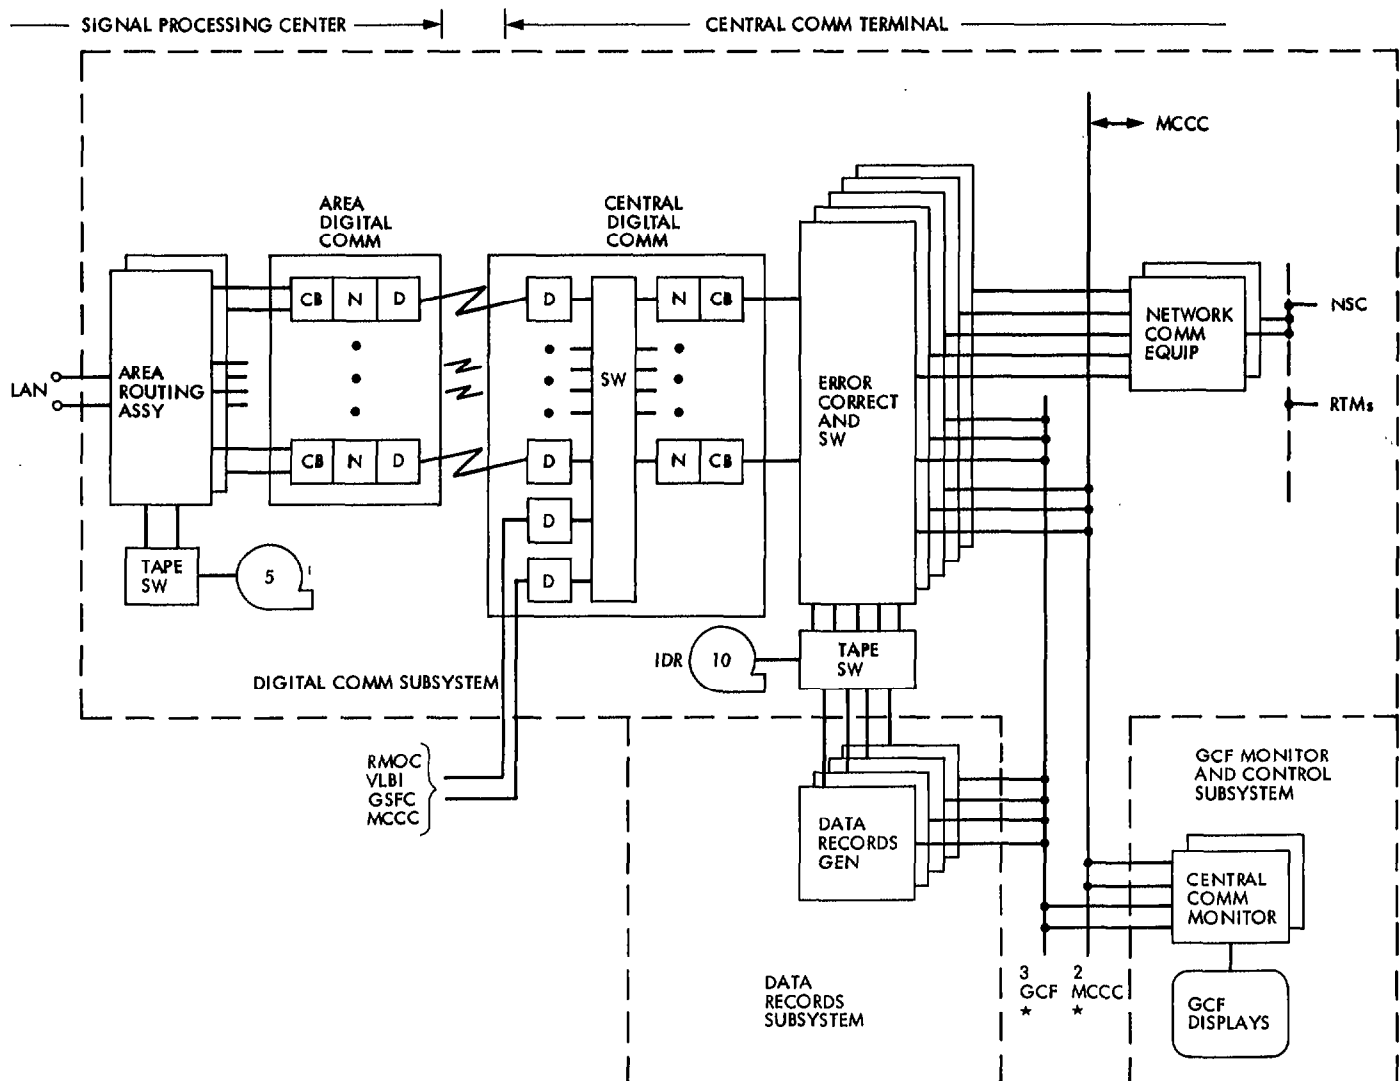 SIGNAL PROCESSING CENTER
CENTRAL COMM TERMINAL
MCCC
AREA
DIGITAL
COMM
CENTRAL
DIGITAL
COMM
CB N D
D
N CB
NETWORK
COMM
EQUIP
NSC
LAN
AREA
ROUTING
ASSY
SW
ERROR
CORRECT
AND
SW
RTMs
CB N D
D
N CB
D
D
TAPE
SW
5
IDR
10
TAPE
SW
DIGITAL COMM SUBSYSTEM
RMOC
VLBI
GSFC
MCCC
GCF MONITOR
AND CONTROL
SUBSYSTEM
DATA
RECORDS
GEN
CENTRAL
COMM
MONITOR
DATA
RECORDS
SUBSYSTEM
3
GCF
★
2
MCCC
★
GCF
DISPLAYS